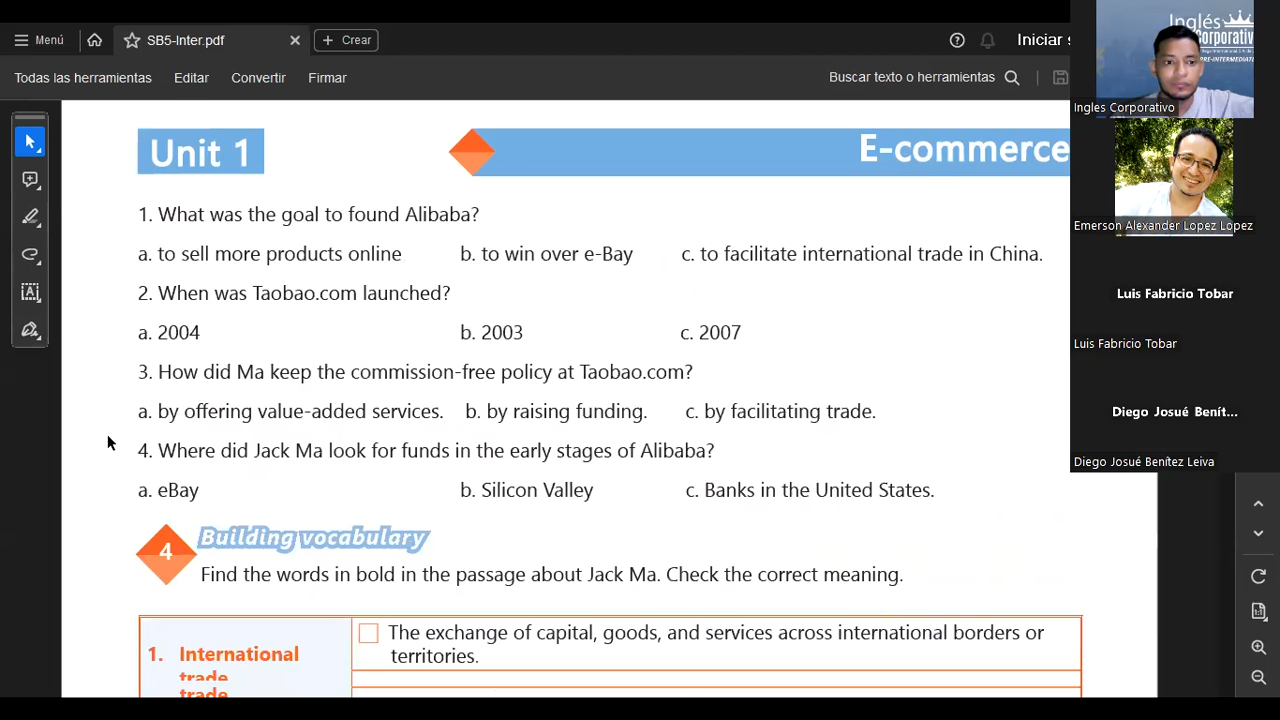 Menú
SB5-Inter.pdf
Crear
Iniciar s
Todas las herramientas
Editar
Convertir
Firmar
Buscar texto o herramientas
Unit 1
E-commerce
1. What was the goal to found Alibaba?
a. to sell more products online b. to win over e-Bay c. to facilitate international trade in China.
2. When was Taobao.com launched?
a. 2004 b. 2003 c. 2007
3. How did Ma keep the commission-free policy at Taobao.com?
a. by offering value-added services. b. by raising funding. c. by facilitating trade.
4. Where did Jack Ma look for funds in the early stages of Alibaba?
a. eBay b. Silicon Valley c. Banks in the United States.
4 Building vocabulary
Find the words in bold in the passage about Jack Ma. Check the correct meaning.
1. International
trade
trade
The exchange of capital, goods, and services across international borders or
territories.
Inglés
Corporativo
PRE-INTERMEDIATE
Ingles Corporativo
Emerson Alexander Lopez Lopez
Luis Fabricio Tobar
Luis Fabricio Tobar
Diego Josué Benít...
Diego Josué Benítez Leiva